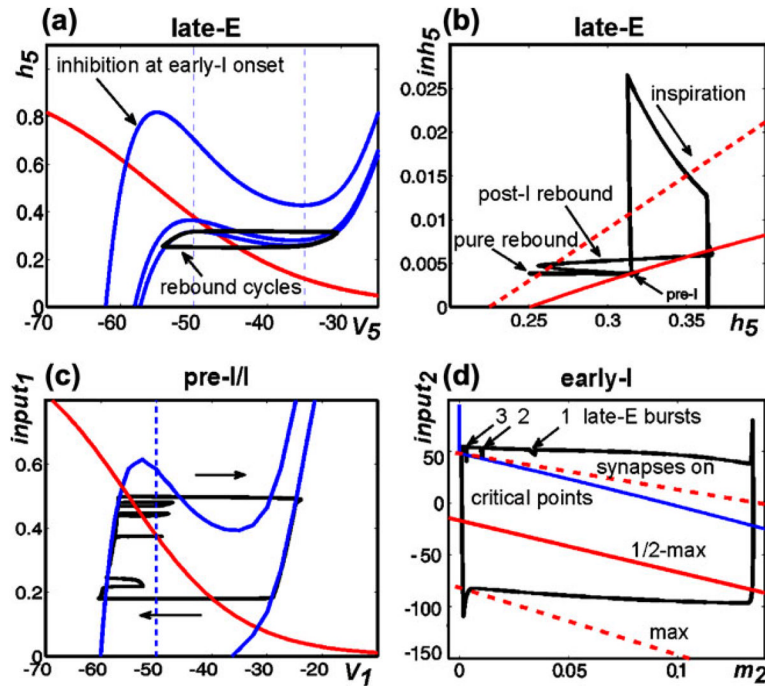 (a)
late-E
h5
inhibition at early-I onset
0.8
0.6
0.4
0.2
0
rebound cycles
-70
-60
-50
-40
-30
V5
(b)
late-E
inh5
0.025
0.02
0.015
0.01
0.005
0
inspiration
post-I rebound
pure rebound
pre-I
0.25
0.3
0.35
h5
(c)
pre-I/I
input1
0.6
0.4
0.2
0
-70
-60
-50
-40
-30
-20
V1
(d)
early-I
input2
50
0
-50
-100
-150
3 2
1 late-E bursts
synapses on
critical points
1/2-max
max
0
0.05
0.1
m2